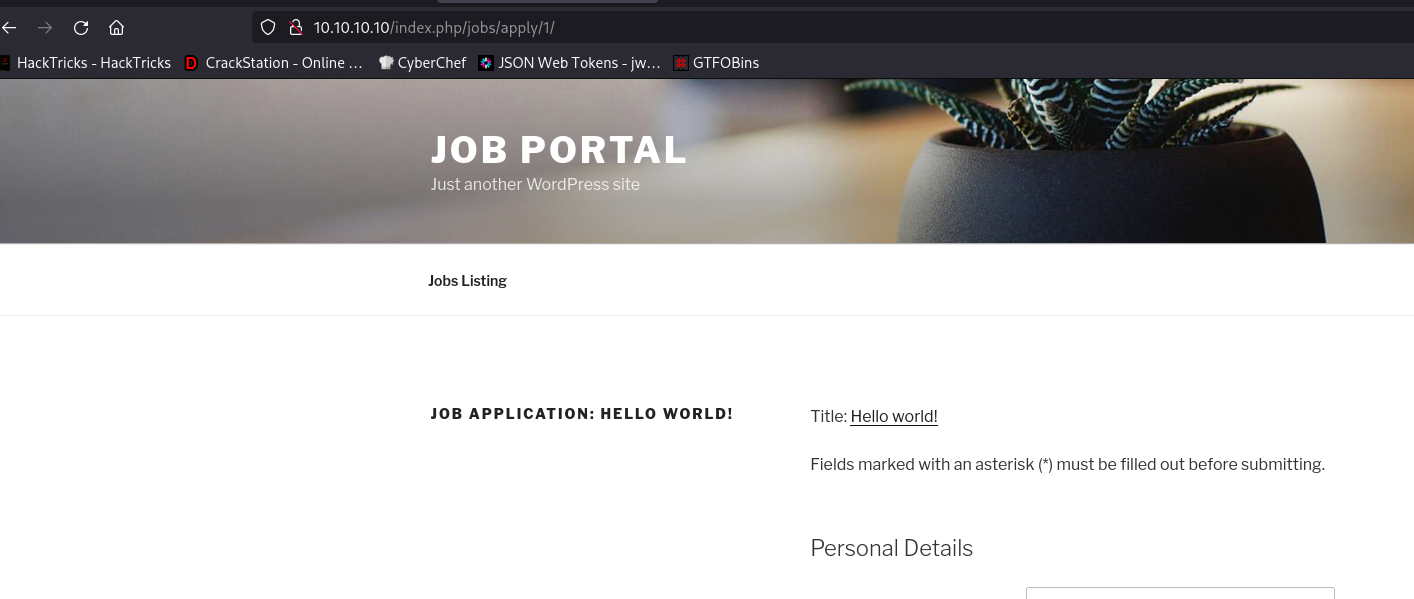 10.10.10.10/index.php/jobs/apply/1/
HackTricks - HackTricks CrackStation - Online ... CyberChef JSON Web Tokens - jw... GTFOBins
JOB PORTAL
Just another WordPress site
Jobs Listing
JOB APPLICATION: HELLO WORLD!
Title: Hello world!
Fields marked with an asterisk (*) must be filled out before submitting.
Personal Details